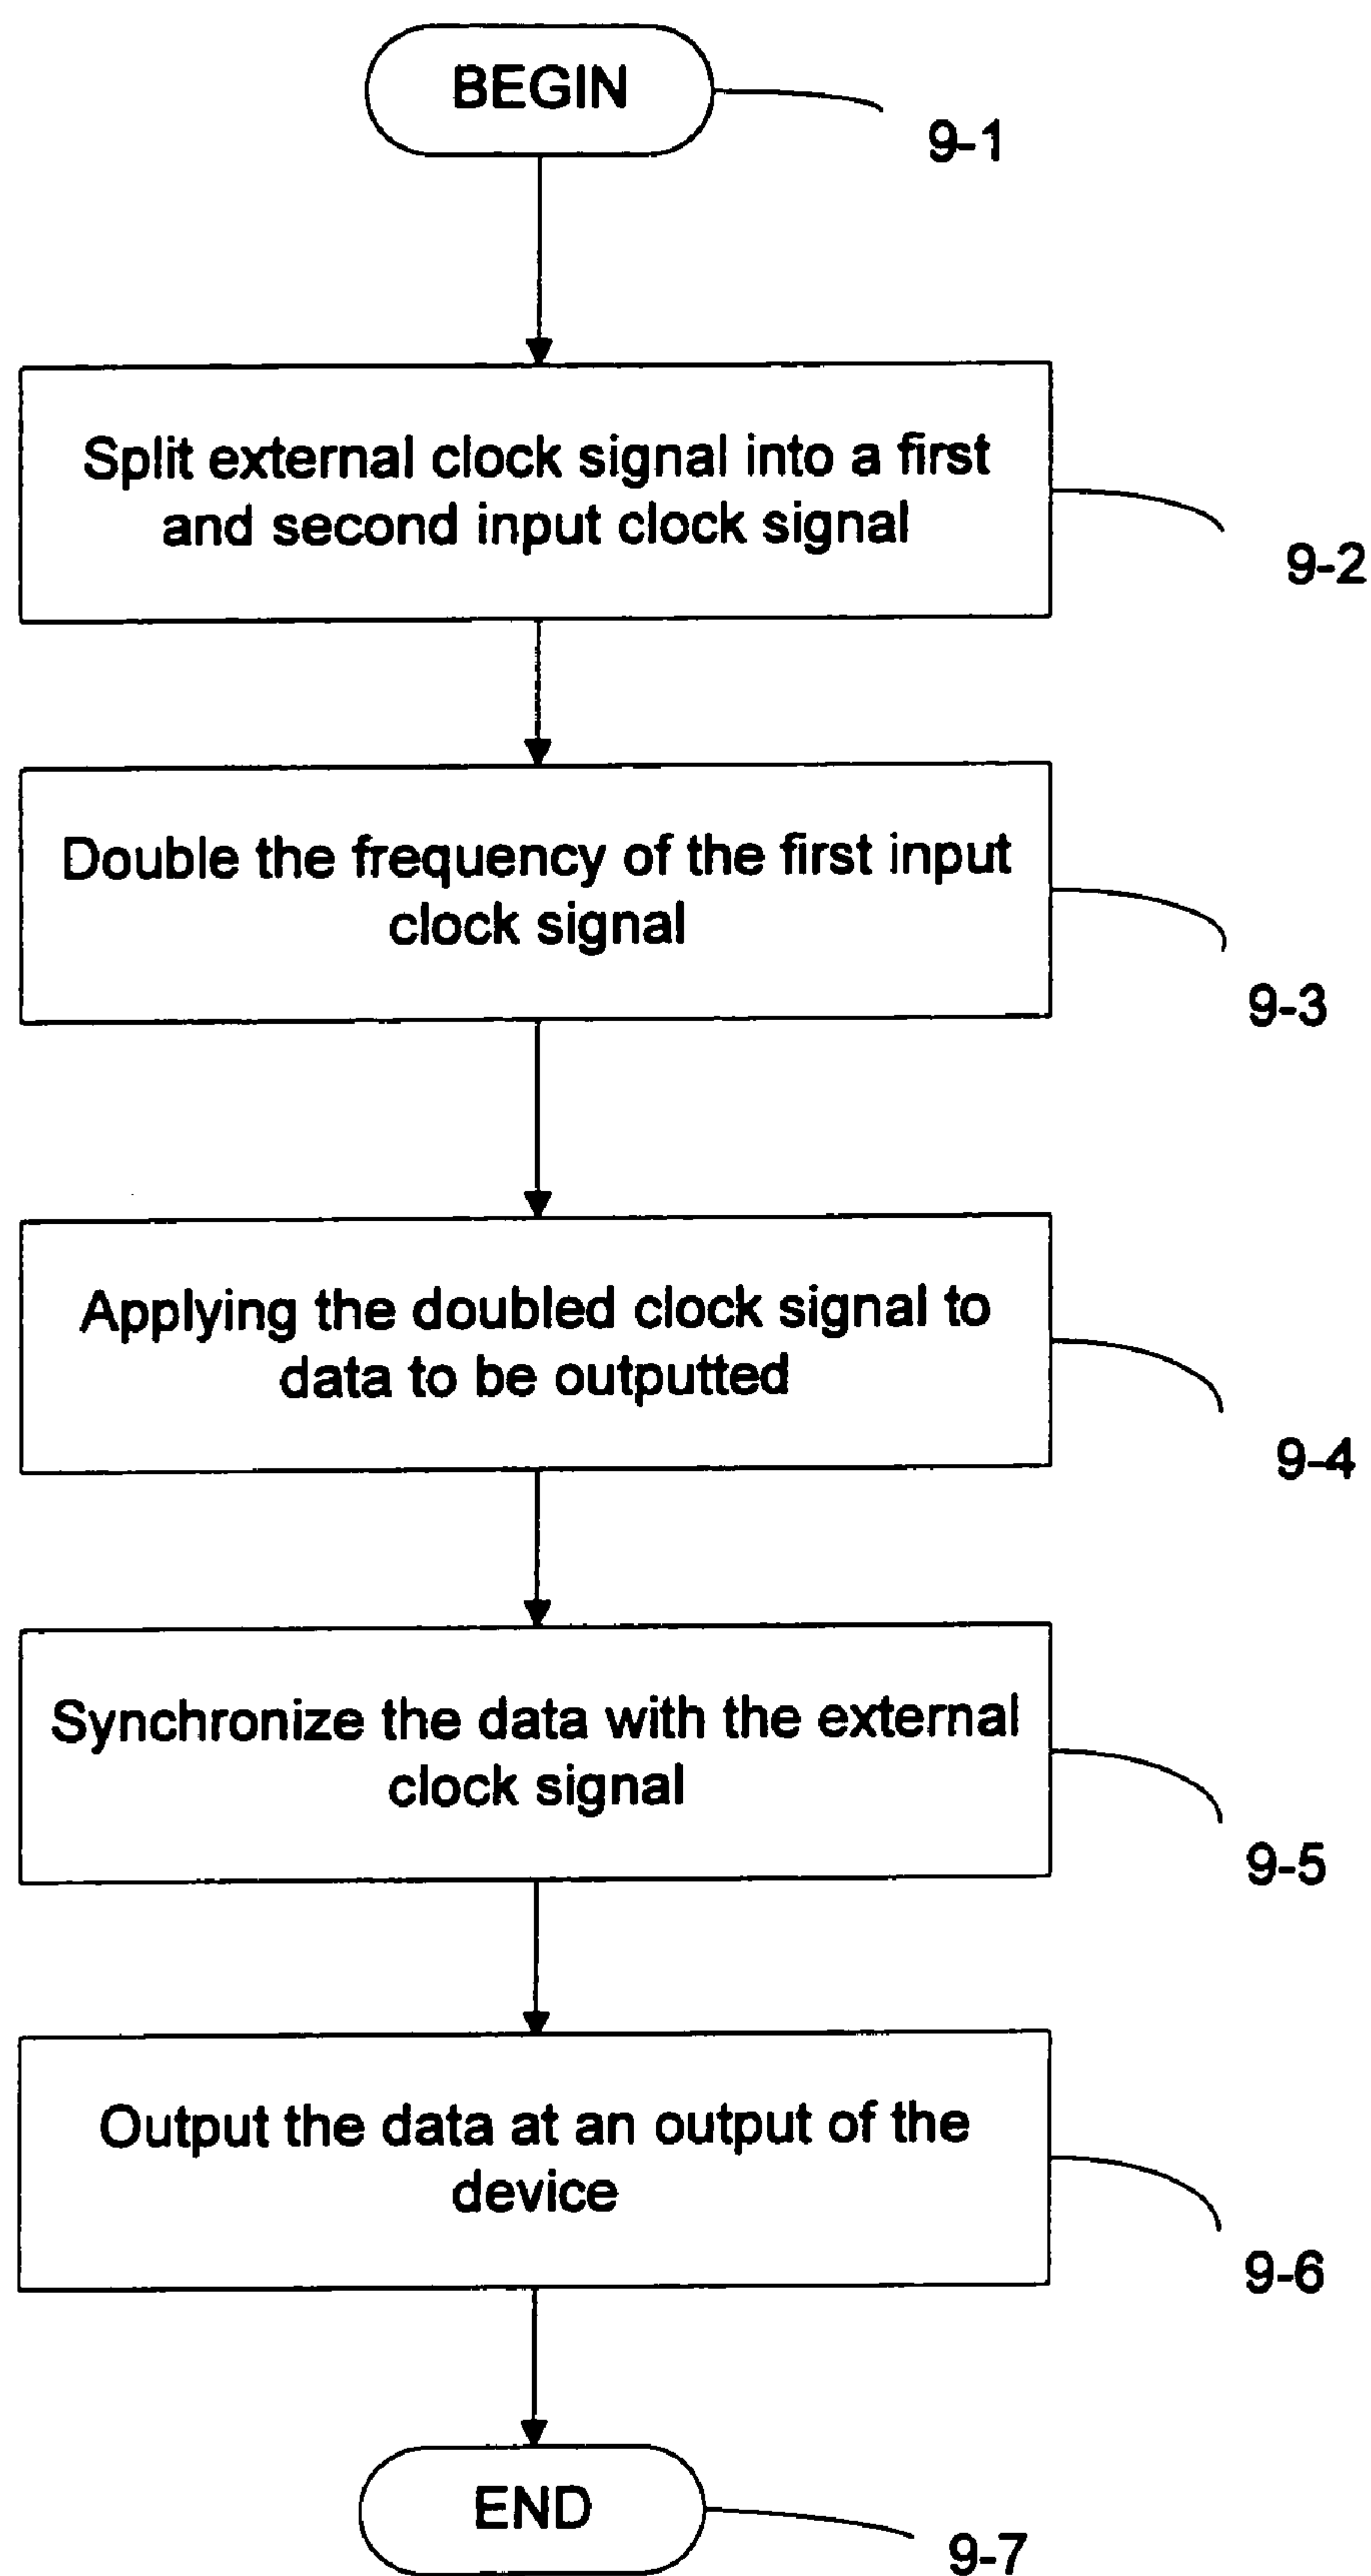 BEGIN
9-1
Split external clock signal into a first
and second input clock signal
9-2
Double the frequency of the first input
clock signal
9-3
Applying the doubled clock signal to
data to be outputted
9-4
Synchronize the data with the external
clock signal
9-5
Output the data at an output of the
device
9-6
END
9-7